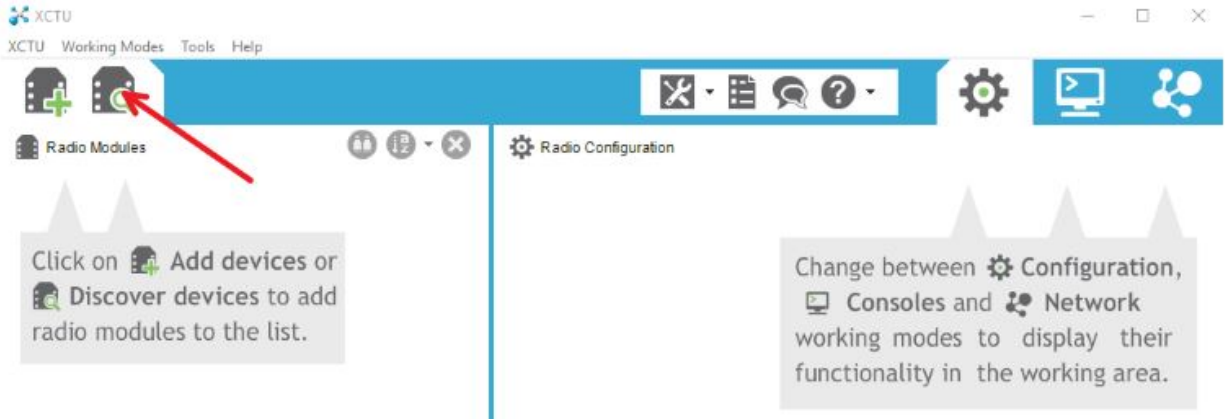 XCTU
XCTU Working Modes Tools Help
Radio Modules
Radio Configuration
Click on Add devices or
Discover devices to add
radio modules to the list.
Change between Configuration,
Consoles and Network
working modes to display their
functionality in the working area.